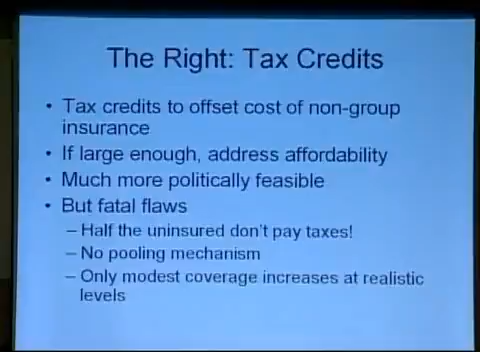 The Right: Tax Credits
• Tax credits to offset cost of non-group
insurance
• If large enough, address affordability
• Much more politically feasible
• But fatal flaws
– Half the uninsured don't pay taxes!
– No pooling mechanism
– Only modest coverage increases at realistic
levels